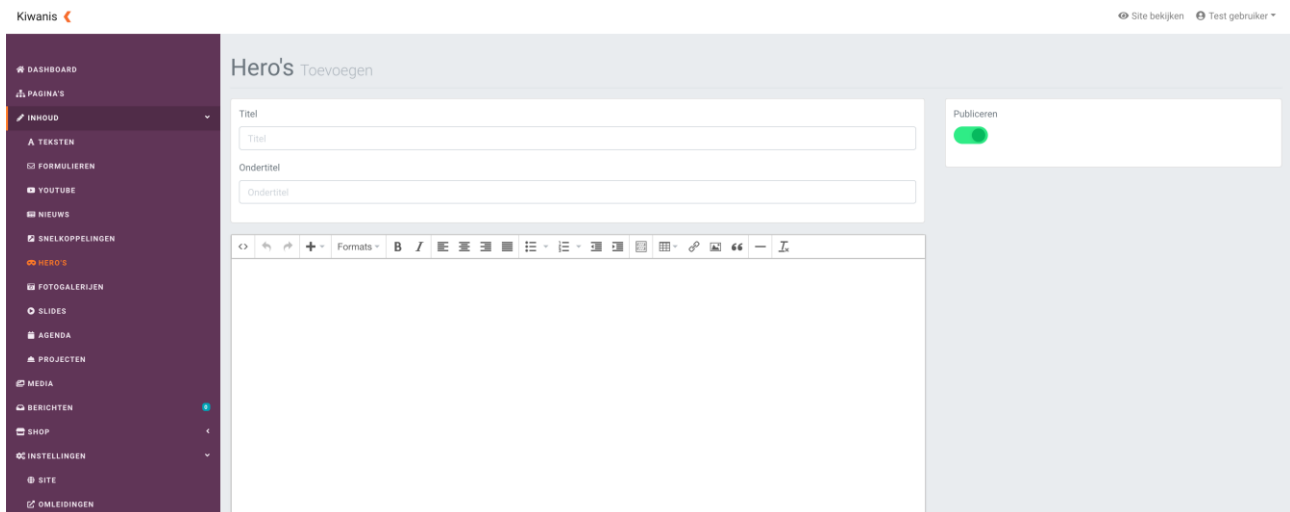 Kiwanis
Site bekijken Test gebruiker
DASHBOARD
PAGINA'S
INHOUD
TEKSTEN
FORMULIEREN
YOUTUBE
NIEUWS
SNELKOPPELINGEN
HERO'S
FOTOGALERIJEN
SLIDES
AGENDA
PROJECTEN
MEDIA
BERICHTEN 0
SHOP
INSTELLINGEN
SITE
OMLEIDINGEN
Hero's Toevoegen
Titel
Titel
Ondertitel
Ondertitel
Formats B I
Publiceren